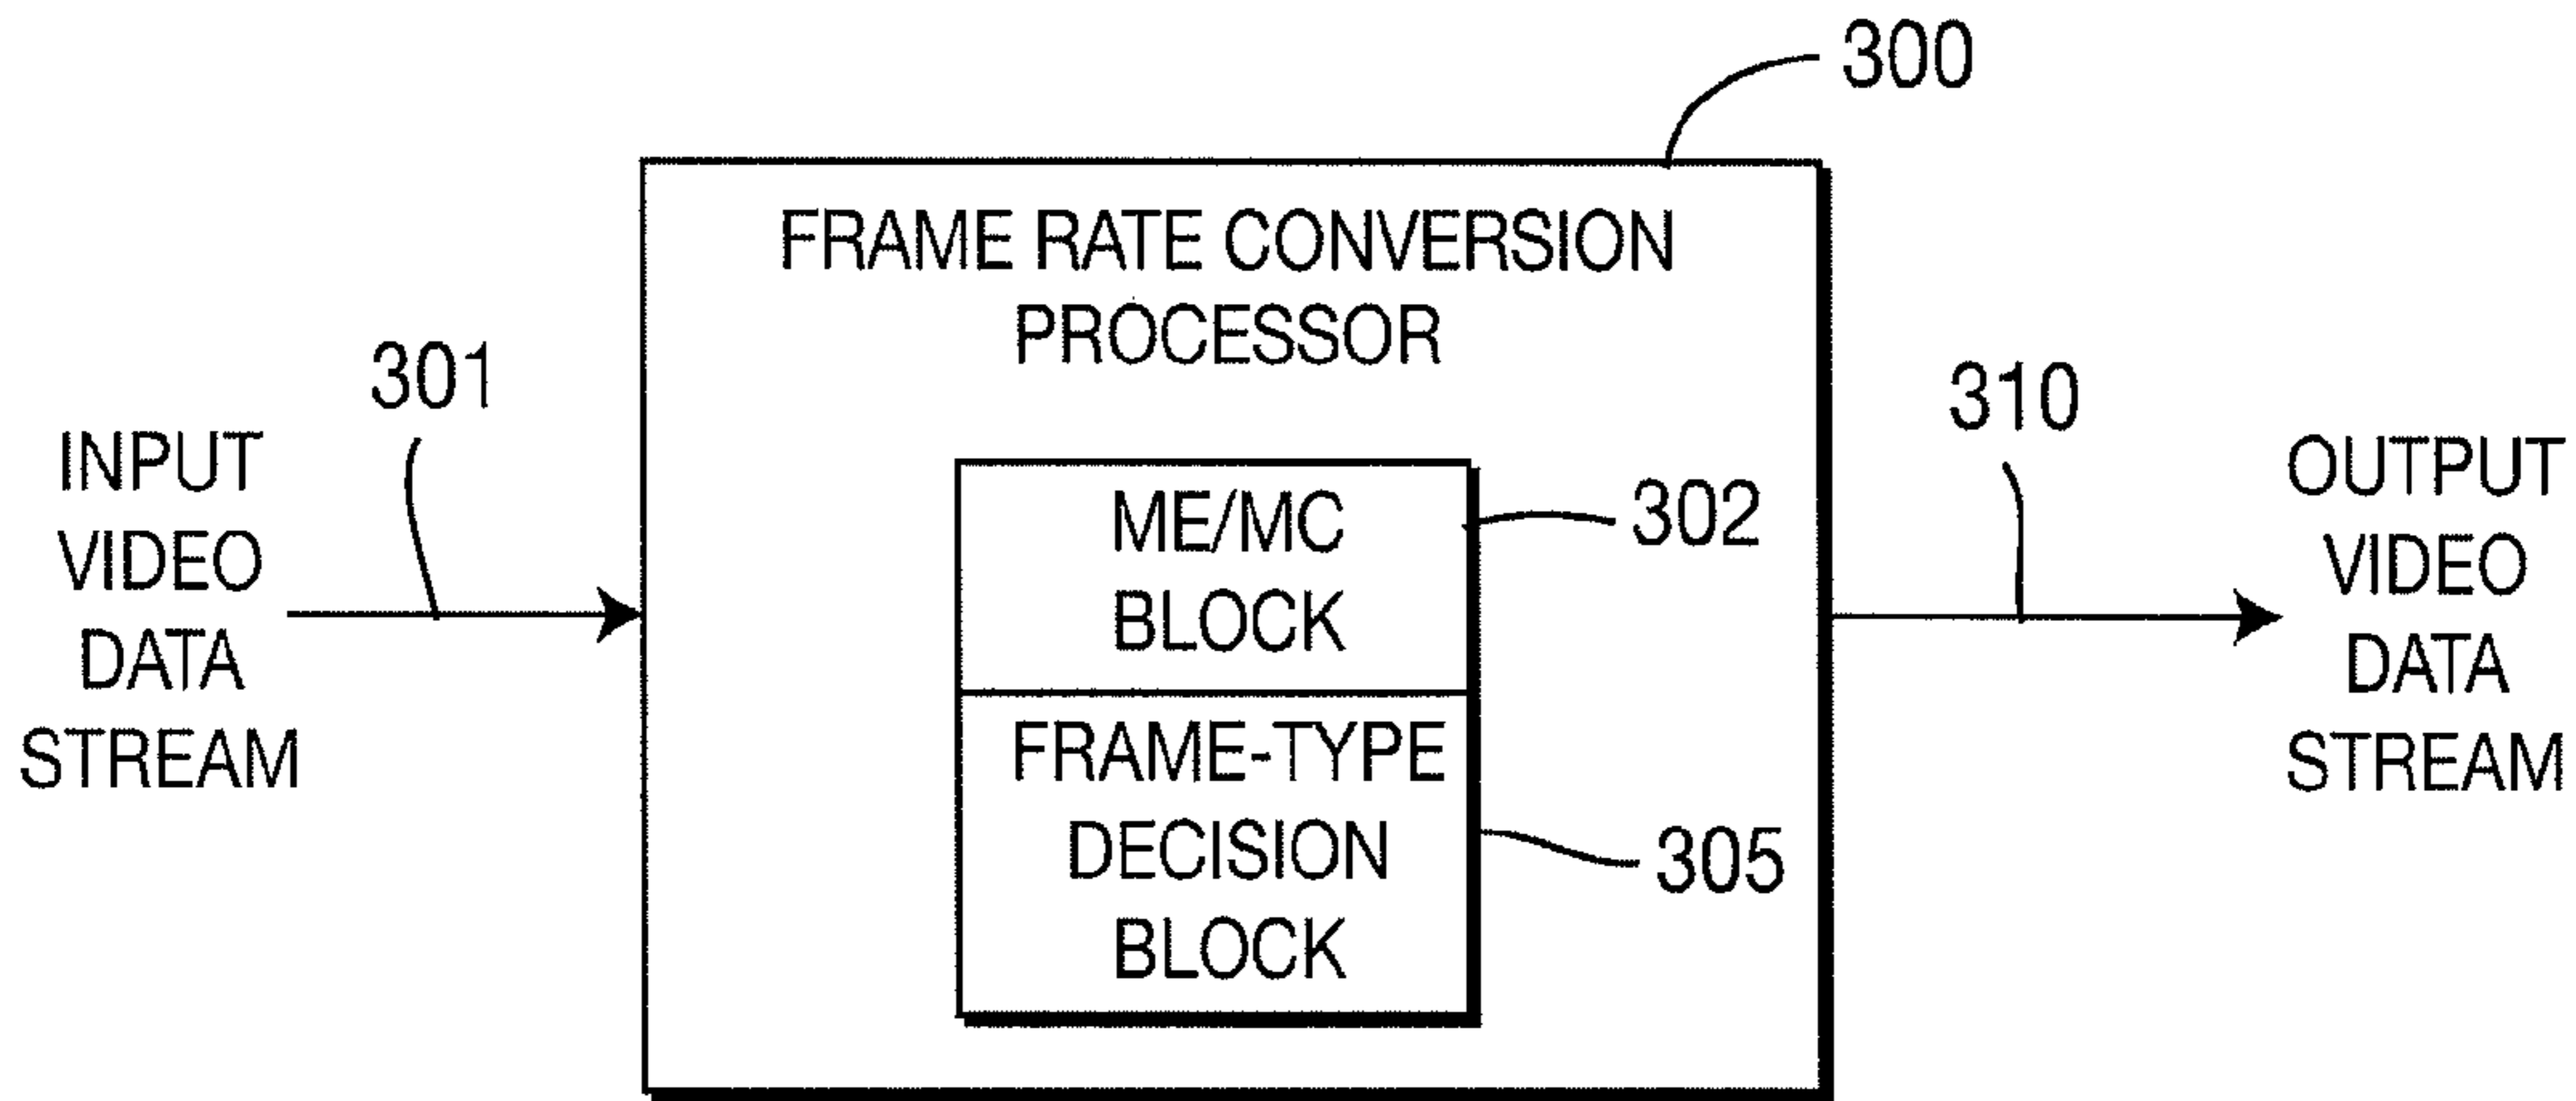 300
FRAME RATE CONVERSION
PROCESSOR
301
INPUT
VIDEO
DATA
STREAM
ME/MC
BLOCK
302
FRAME-TYPE
DECISION
BLOCK
305
310
OUTPUT
VIDEO
DATA
STREAM